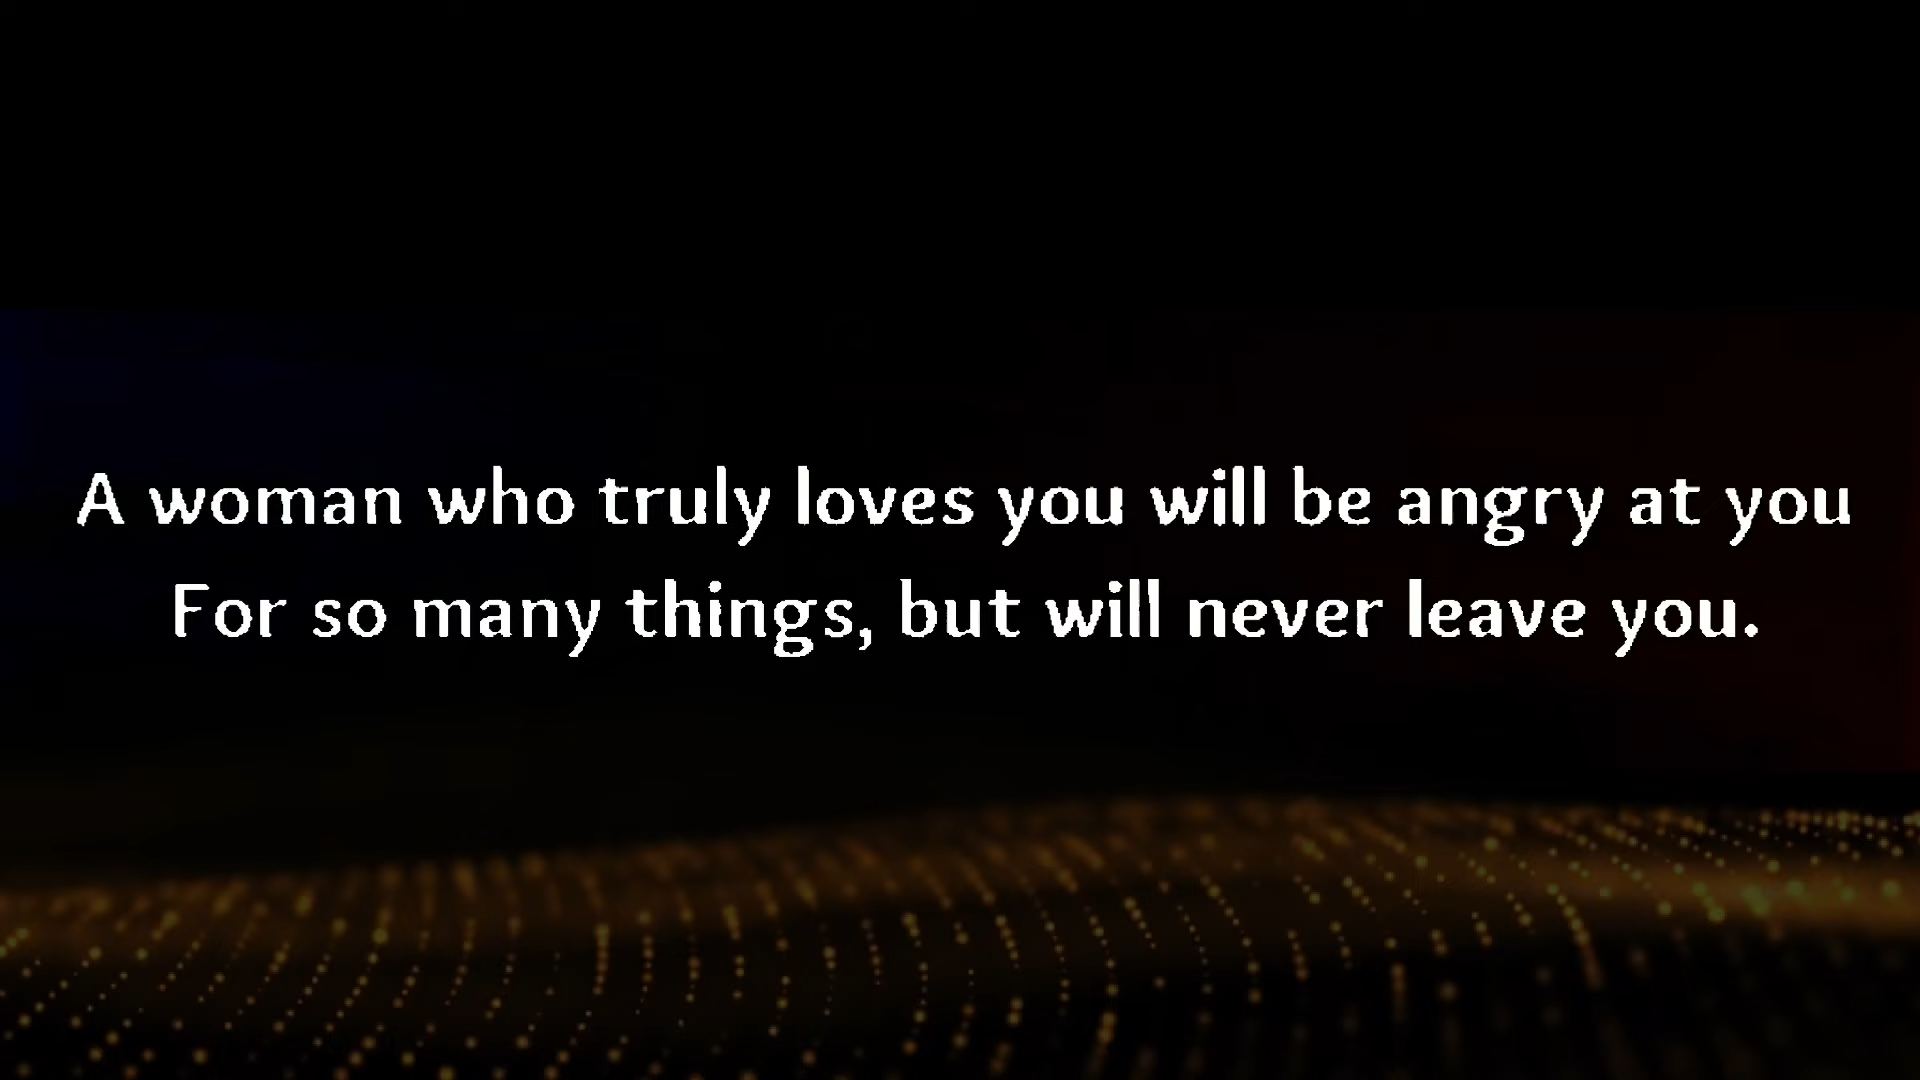 A woman who truly loves you will be angry at you
For so many things, but will never leave you.